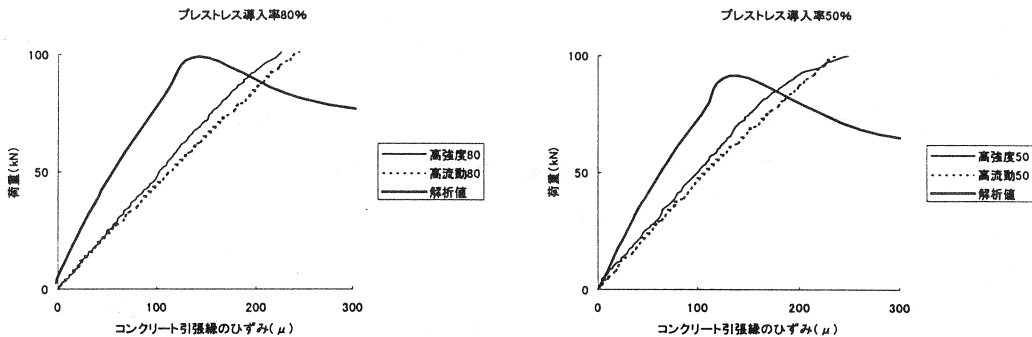 プレストレス導入率80%
100
50
0
荷重(kN)
0 100 200 300
コンクリート引張縁のひずみ(μ)
高強度80
高流動80
解析値
プレストレス導入率50%
100
50
0
荷重(kN)
0 100 200 300
コンクリート引張縁のひずみ(μ)
高強度50
高流動50
解析値